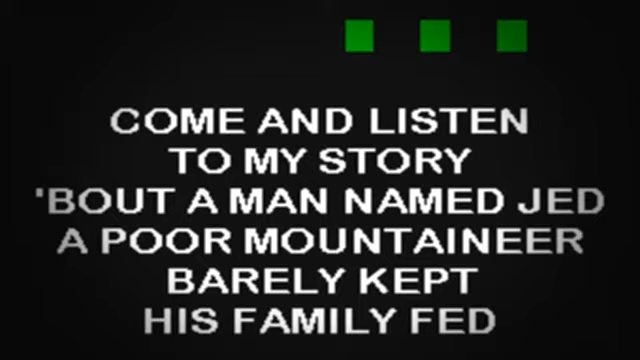 COME AND LISTEN
TO MY STORY
'BOUT A MAN NAMED JED
A POOR MOUNTAINEER
BARELY KEPT
HIS FAMILY FED